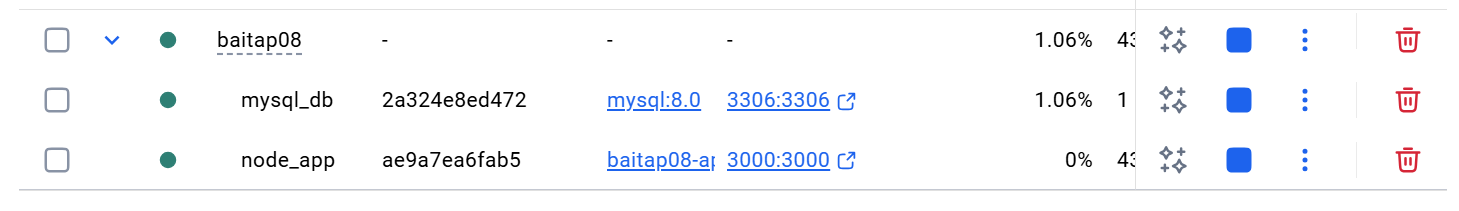 baitap08 - - - 1.06% 43
mysql_db 2a324e8ed472 mysql:8.0 3306:3306 1.06% 1
node_app ae9a7ea6fab5 baitap08-ap 3000:3000 0% 43